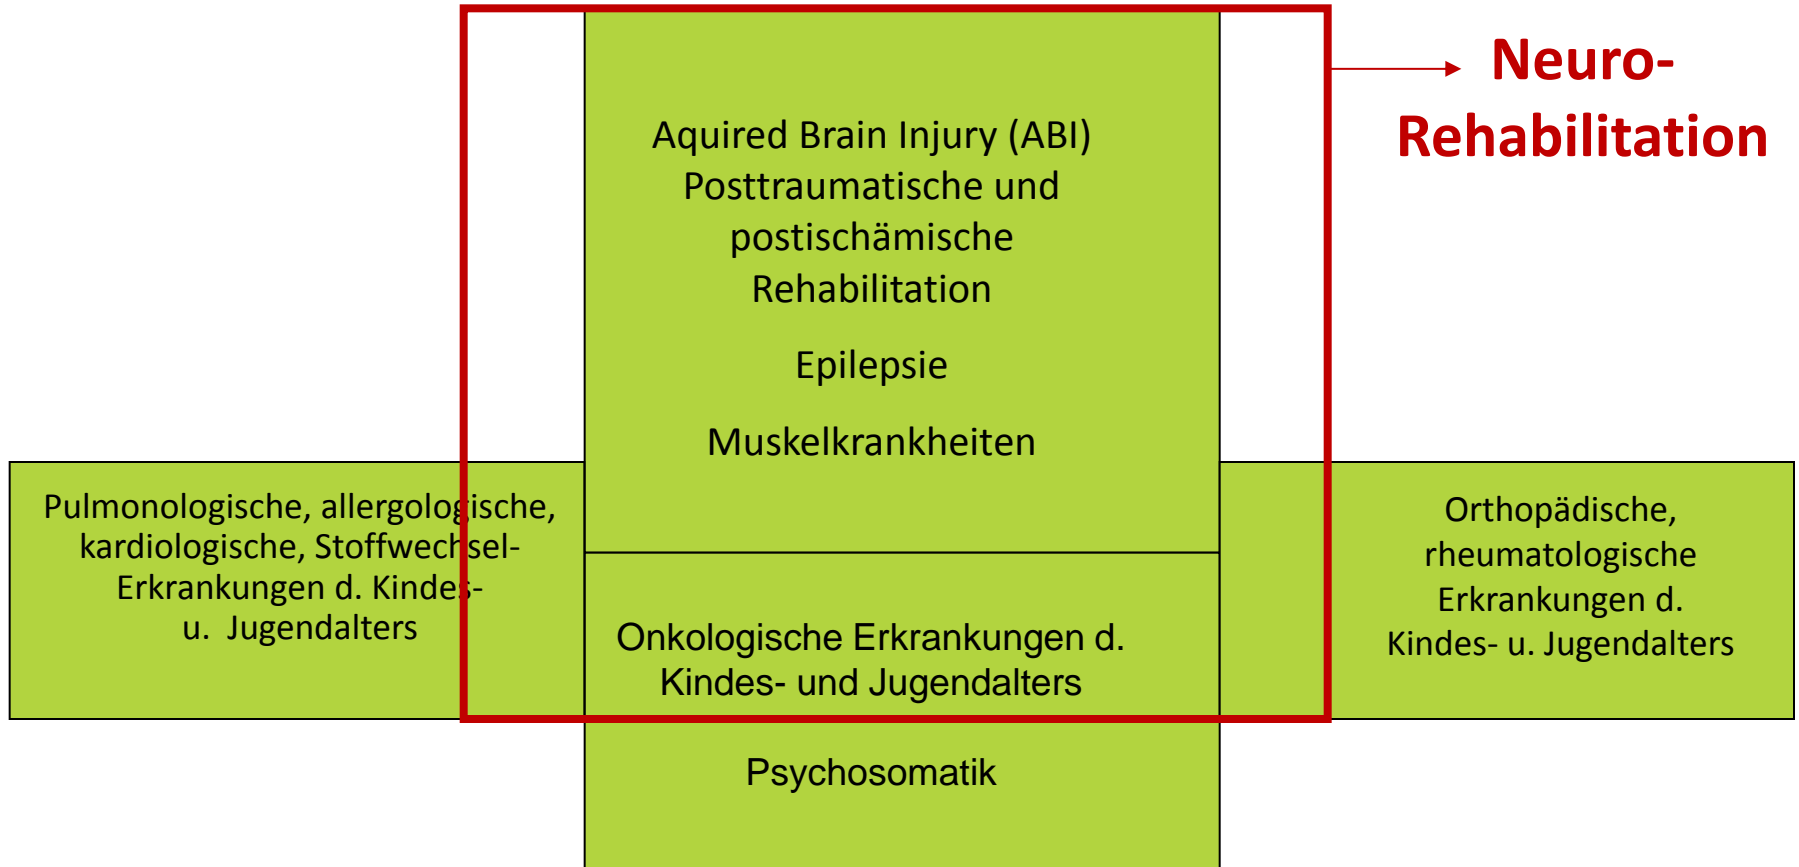 Neuro-
Rehabilitation
Aquired Brain Injury (ABI)
Posttraumatische und
postischämische
Rehabilitation
Epilepsie
Muskelkrankheiten
Pulmonologische, allergologische,
kardiologische, Stoffwechsel-
Erkrankungen d. Kindes-
u. Jugendalters
Onkologische Erkrankungen d.
Kindes- und Jugendalters
Orthopädische,
rheumatologische
Erkrankungen d.
Kindes- u. Jugendalters
Psychosomatik